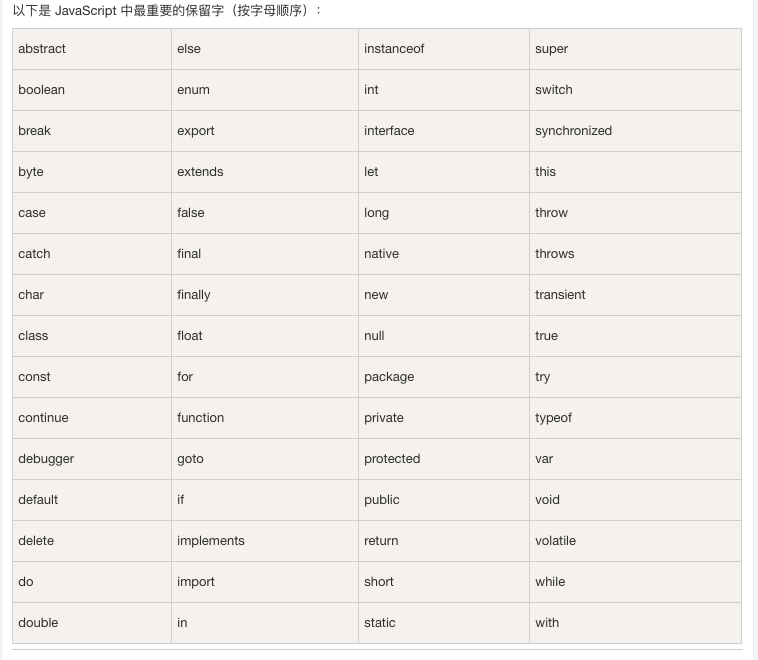 以下是 JavaScript 中最重要的保留字（按字母顺序）：
abstract else instanceof super
boolean enum int switch
break export interface synchronized
byte extends let this
case false long throw
catch final native throws
char finally new transient
class float null true
const for package try
continue function private typeof
debugger goto protected var
default if public void
delete implements return volatile
do import short while
double in static with